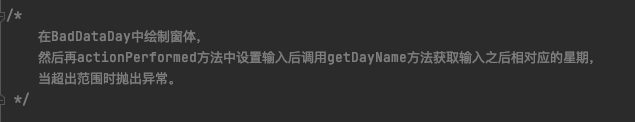 /*
在BadDataDay中绘制窗体，
然后再actionPerformed方法中设置输入后调用getDayName方法获取输入之后相对应的星期，
当超出范围时抛出异常。
*/